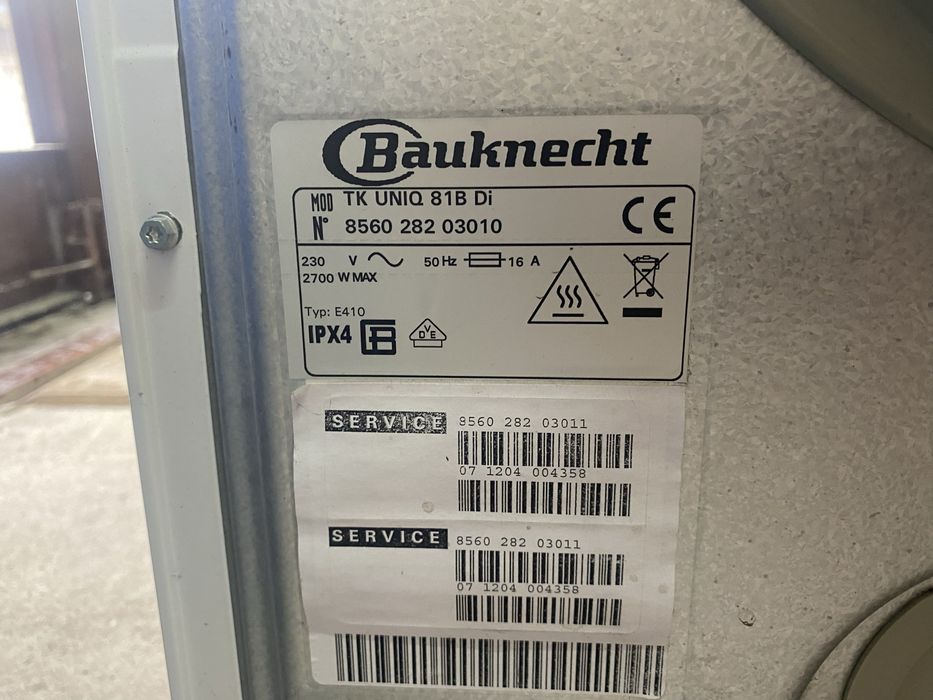 Bauknecht
MOD TK UNIQ 81B Di
N° 8560 282 03010
CE
230 V 50 Hz 16 A
2700 W MAX
Typ: E410
IPX4
DVE
SERVICE 8560 282 03011
07 1204 004358
SERVICE 8560 282 03011
07 1204 004358